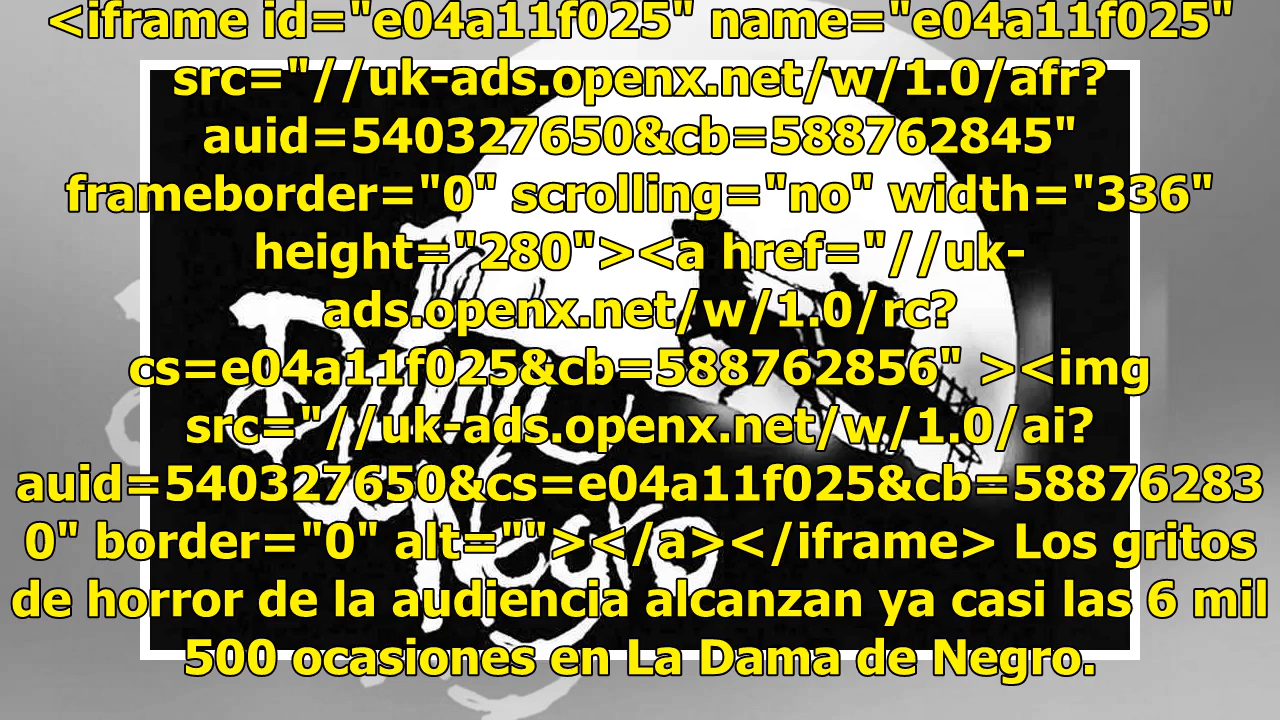 <iframe id="e04a11f025" name="e04a11f025"
src="//uk-ads.openx.net/w/1.0/afr?
auid=540327650&cb=588762845"
frameborder="0" scrolling="no" width="336"
height="280"><a href="//uk-
ads.openx.net/w/1.0/rc?
cs=e04a11f025&cb=588762856" ><img
src="//uk-ads.openx.net/w/1.0/ai?
auid=540327650&cs=e04a11f025&cb=58876283
0" border="0" alt=""></a></iframe> Los gritos
de horror de la audiencia alcanzan ya casi las 6 mil
500 ocasiones en La Dama de Negro.
la
Dama
de Negro